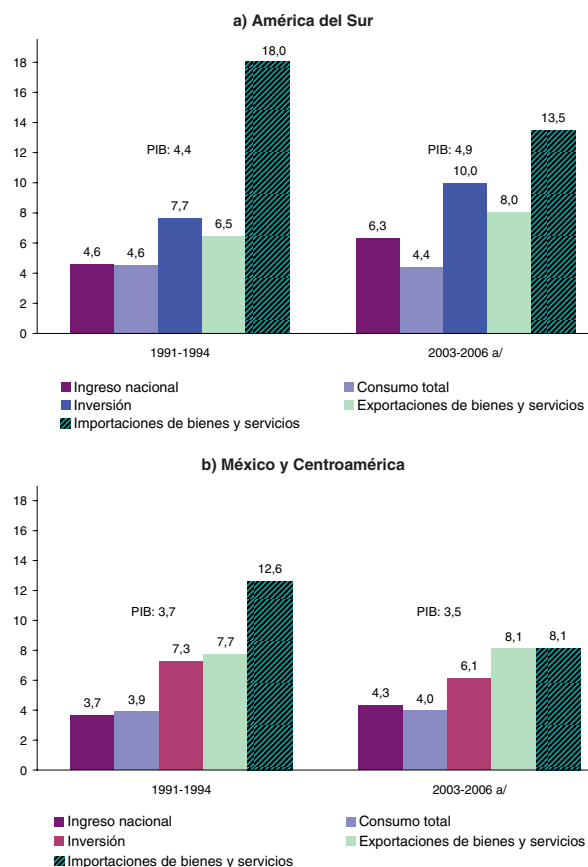 a) América del Sur
18
16
14
12
10
8
6
4
2
0
PIB: 4,4
4,6
4,6
7,7
6,5
18,0
PIB: 4,9
6,3
4,4
10,0
8,0
13,5
1991-1994
2003-2006 a/
Ingreso nacional
Consumo total
Inversión
Exportaciones de bienes y servicios
Importaciones de bienes y servicios
b) México y Centroamérica
18
16
14
12
10
8
6
4
2
0
PIB: 3,7
3,7
3,9
7,3
7,7
12,6
PIB: 3,5
4,3
4,0
6,1
8,1
8,1
1991-1994
2003-2006 a/
Ingreso nacional
Consumo total
Inversión
Exportaciones de bienes y servicios
Importaciones de bienes y servicios